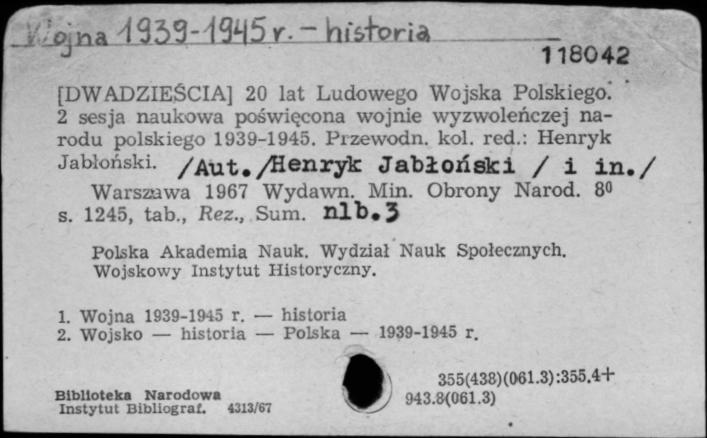 Wojna 1939-1945 r. - historia
118042
[DWADZIEŚCIA] 20 lat Ludowego Wojska Polskiego.
2 sesja naukowa poświęcona wojnie wyzwoleńczej na-
rodu polskiego 1939-1945. Przewodn. kol. red.: Henryk
Jabłoński. /Aut./Henryk Jabłoński / i in./
Warszawa 1967 Wydawn. Min. Obrony Narod. 8⁰
s. 1245, tab., Rez., Sum. nlb.3
Polska Akademia Nauk. Wydział Nauk Społecznych.
Wojskowy Instytut Historyczny.
1. Wojna 1939-1945 r. — historia
2. Wojsko — historia — Polska — 1939-1945 r.
355(438)(061.3):355.4+
943.8(061.3)
Biblioteka Narodowa
Instytut Bibliograf. 4313/67